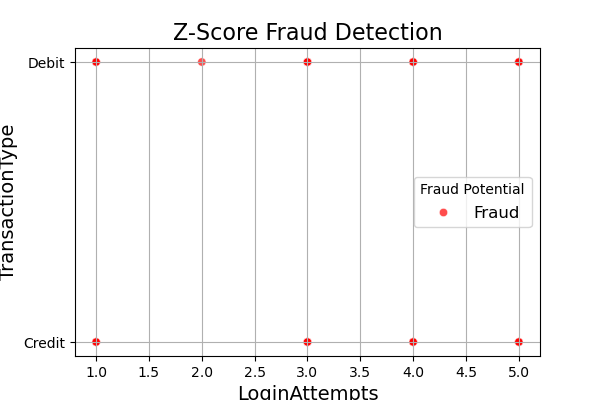 Z-Score Fraud Detection
TransactionType
Debit
Credit
Fraud Potential
Fraud
1.0 1.5 2.0 2.5 3.0 3.5 4.0 4.5 5.0
LoginAttempts